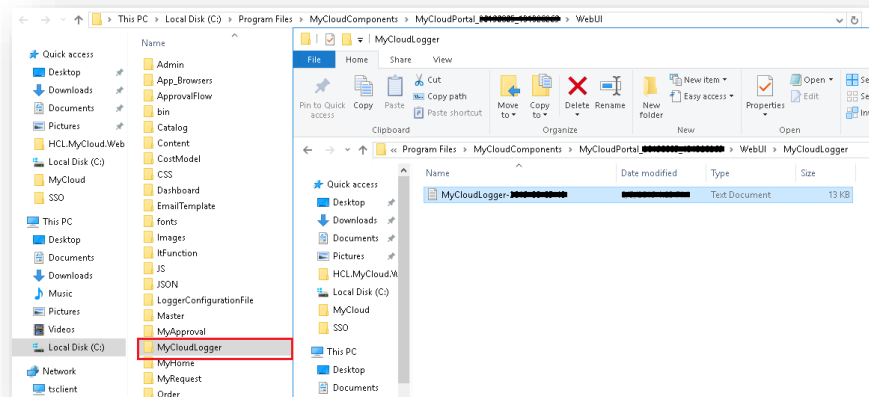 This PC > Local Disk (C:) > Program Files > MyCloudComponents > MyCloudPortal_ > WebUI
Quick access
Desktop
Downloads
Documents
Pictures
HCL.MyCloud.Web
Local Disk (C:)
MyCloud
SSO
This PC
Desktop
Documents
Downloads
Music
Pictures
Videos
Local Disk (C:)
Network
tsclient
Name
Admin
App_Browsers
ApprovalFlow
bin
Catalog
Content
CostModel
CSS
Dashboard
EmailTemplate
fonts
Images
ItFunction
JS
JSON
LoggerConfigurationFile
Master
MyApproval
MyCloudLogger
MyHome
MyRequest
Order
MyCloudLogger
File Home Share View
Pin to Quick access
Copy
Paste
Cut
Copy path
Paste shortcut
Clipboard
Move to
Copy to
Delete
Rename
Organize
New folder
New item
Easy access
New
Properties
Open
Edit
Open
Se
Se
In
« Program Files > MyCloudComponents > MyCloudPortal_ > WebUI > MyCloudLogger
Quick access
Desktop
Downloads
Documents
Pictures
HCL.MyCloud.W
Local Disk (C:)
MyCloud
SSO
This PC
Desktop
Documents
Name Date modified Type Size
MyCloudLogger- Text Document 13 KB